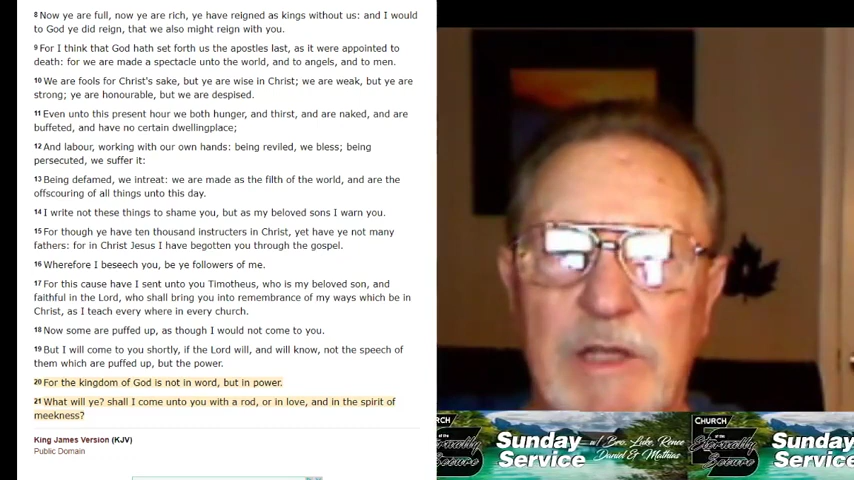 8 Now ye are full, now ye are rich, ye have reigned as kings without us: and I would
to God ye did reign, that we also might reign with you.
9 For I think that God hath set forth us the apostles last, as it were appointed to
death: for we are made a spectacle unto the world, and to angels, and to men.
10 We are fools for Christ's sake, but ye are wise in Christ; we are weak, but ye are
strong; ye are honourable, but we are despised.
11 Even unto this present hour we both hunger, and thirst, and are naked, and are
buffeted, and have no certain dwellingplace;
12 And labour, working with our own hands: being reviled, we bless; being
persecuted, we suffer it:
13 Being defamed, we intreat: we are made as the filth of the world, and are the
offscouring of all things unto this day.
14 I write not these things to shame you, but as my beloved sons I warn you.
15 For though ye have ten thousand instructers in Christ, yet have ye not many
fathers: for in Christ Jesus I have begotten you through the gospel.
16 Wherefore I beseech you, be ye followers of me.
17 For this cause have I sent unto you Timotheus, who is my beloved son, and
faithful in the Lord, who shall bring you into remembrance of my ways which be in
Christ, as I teach every where in every church.
18 Now some are puffed up, as though I would not come to you.
19 But I will come to you shortly, if the Lord will, and will know, not the speech of
them which are puffed up, but the power.
20 For the kingdom of God is not in word, but in power.
21 What will ye? shall I come unto you with a rod, or in love, and in the spirit of
meekness?
King James Version (KJV)
Public Domain
Sunday
Service
w/ Bro. Luke, Renee
Daniel & Mathias
CHURCH
of the
Eternally
Secure
Sunday
Service